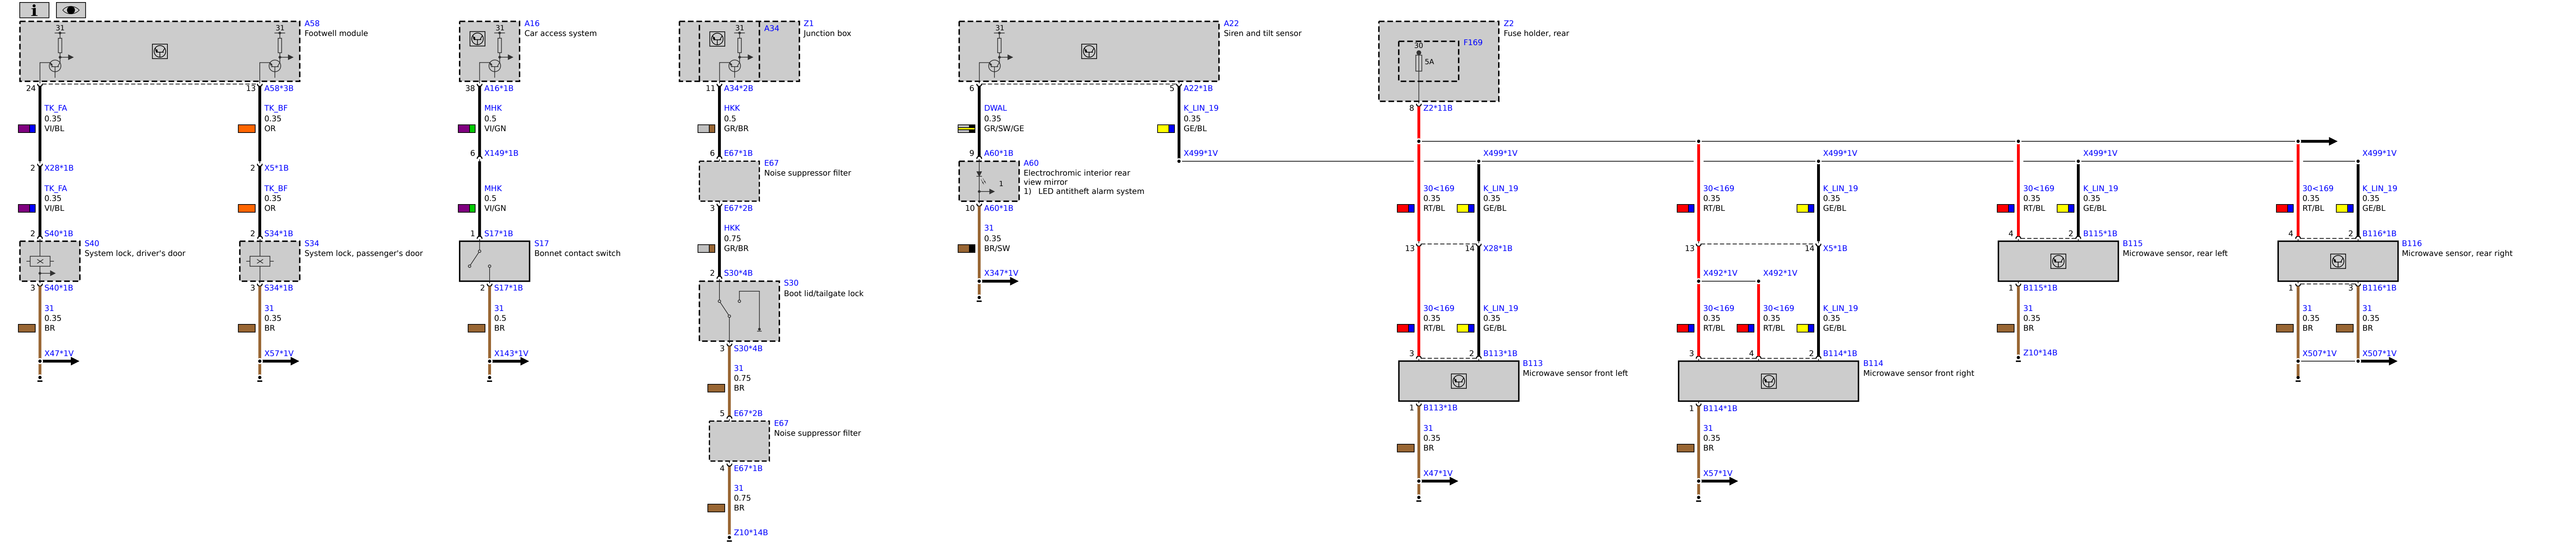 i
31
31
A58
Footwell module
24
13
A58*3B
TK_FA
0.35
VI/BL
TK_BF
0.35
OR
2
X28*1B
2
X5*1B
TK_FA
0.35
VI/BL
TK_BF
0.35
OR
2
S40*1B
2
S34*1B
S40
System lock, driver's door
S34
System lock, passenger's door
3
S40*1B
3
S34*1B
31
0.35
BR
31
0.35
BR
X47*1V
X57*1V
31
A16
Car access system
38
A16*1B
MHK
0.5
VI/GN
6
X149*1B
MHK
0.5
VI/GN
1
S17*1B
S17
Bonnet contact switch
2
S17*1B
31
0.5
BR
X143*1V
31
A34
Z1
Junction box
11
A34*2B
HKK
0.5
GR/BR
6
E67*1B
E67
Noise suppressor filter
3
E67*2B
HKK
0.75
GR/BR
2
S30*4B
S30
Boot lid/tailgate lock
3
S30*4B
31
0.75
BR
5
E67*2B
E67
Noise suppressor filter
4
E67*1B
31
0.75
BR
Z10*14B
31
A22
Siren and tilt sensor
6
5
A22*1B
DWAL
0.35
GR/SW/GE
K_LIN_19
0.35
GE/BL
9
A60*1B
X499*1V
1
A60
Electrochromic interior rear
view mirror
1) LED antitheft alarm system
10
A60*1B
31
0.35
BR/SW
X347*1V
Z2
Fuse holder, rear
30
F169
5A
8
Z2*11B
X499*1V
X499*1V
X499*1V
X499*1V
30<169
0.35
RT/BL
K_LIN_19
0.35
GE/BL
30<169
0.35
RT/BL
K_LIN_19
0.35
GE/BL
30<169
0.35
RT/BL
K_LIN_19
0.35
GE/BL
30<169
0.35
RT/BL
K_LIN_19
0.35
GE/BL
13
14
X28*1B
13
14
X5*1B
X492*1V
X492*1V
30<169
0.35
RT/BL
K_LIN_19
0.35
GE/BL
30<169
0.35
RT/BL
30<169
0.35
RT/BL
K_LIN_19
0.35
GE/BL
3
2
B113*1B
3
4
2
B114*1B
B113
Microwave sensor front left
B114
Microwave sensor front right
1
B113*1B
1
B114*1B
31
0.35
BR
31
0.35
BR
X47*1V
X57*1V
4
2
B115*1B
4
2
B116*1B
B115
Microwave sensor, rear left
B116
Microwave sensor, rear right
1
B115*1B
1
3
B116*1B
31
0.35
BR
31
0.35
BR
31
0.35
BR
Z10*14B
X507*1V
X507*1V